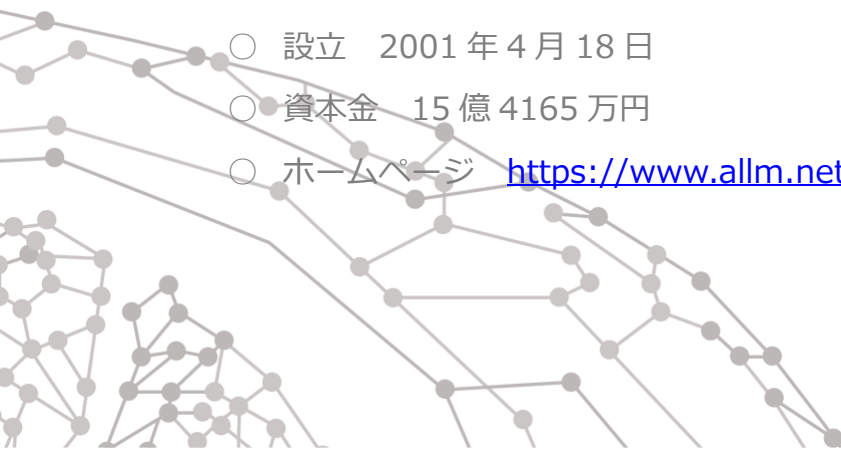 ○ 設立　2001 年 4 月 18 日
○ 資本金　15 億 4165 万円
○ ホームページ　https://www.allm.net